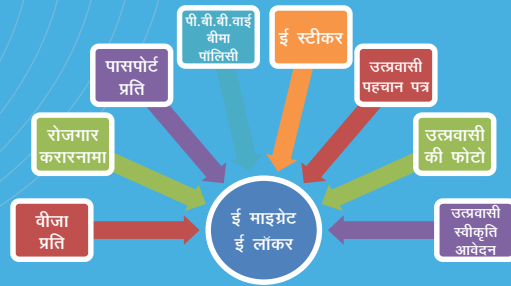 पी.बी.बी.वाई
बीमा
पॉलिसी
ई स्टीकर
पासपोर्ट
प्रति
उत्प्रवासी
पहचान पत्र
रोजगार
करारनामा
उत्प्रवासी
की फोटो
वीजा
प्रति
ई माइग्रेट
ई लॉकर
उत्प्रवासी
स्वीकृति
आवेदन